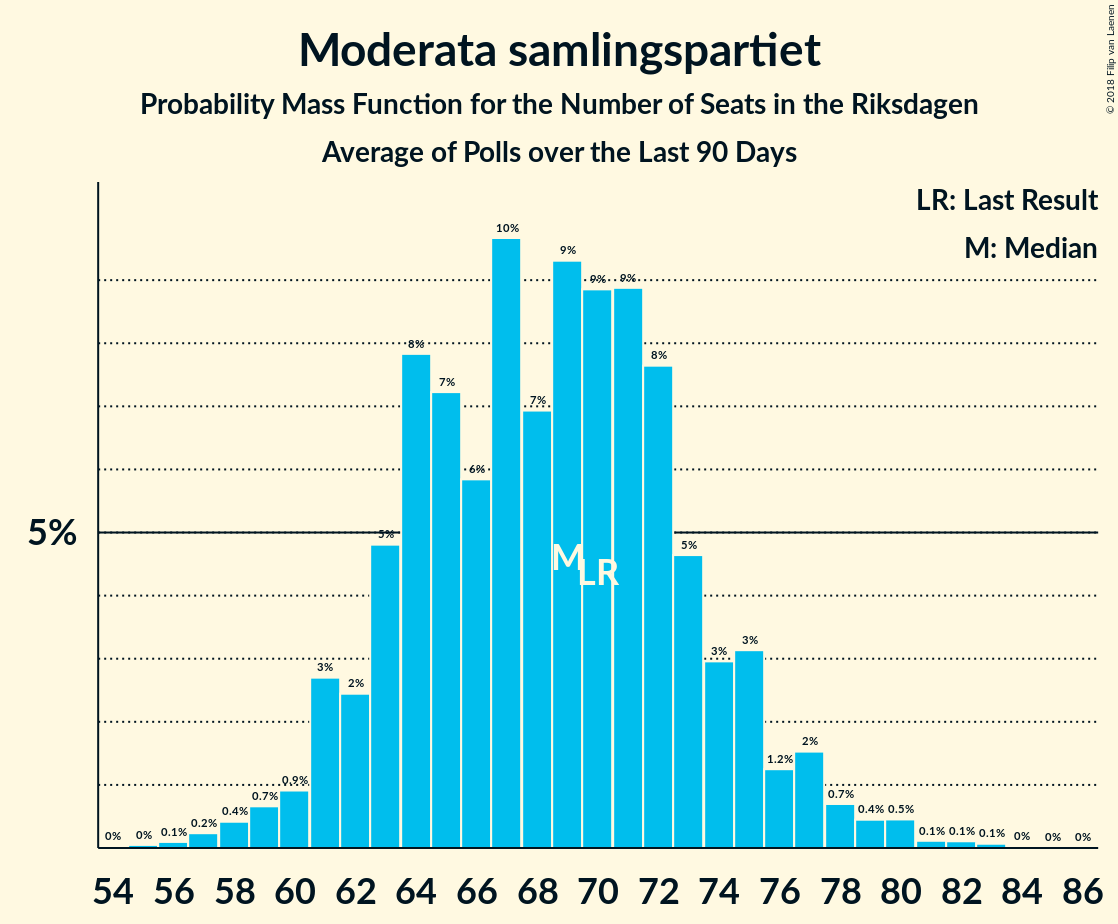 Moderata samlingspartiet
Probability Mass Function for the Number of Seats in the Riksdagen
Average of Polls over the Last 90 Days
© 2018 Filip van Laenen
LR: Last Result
M: Median
5%
0% 0% 0.1% 0.2% 0.4% 0.7% 0.9% 3% 2% 5% 8% 7% 6% 10% 7% 9% 9% 9% 8% 5% 3% 3% 1.2% 2% 0.7% 0.4% 0.5% 0.1% 0.1% 0.1% 0% 0% 0%
M LR
54 56 58 60 62 64 66 68 70 72 74 76 78 80 82 84 86